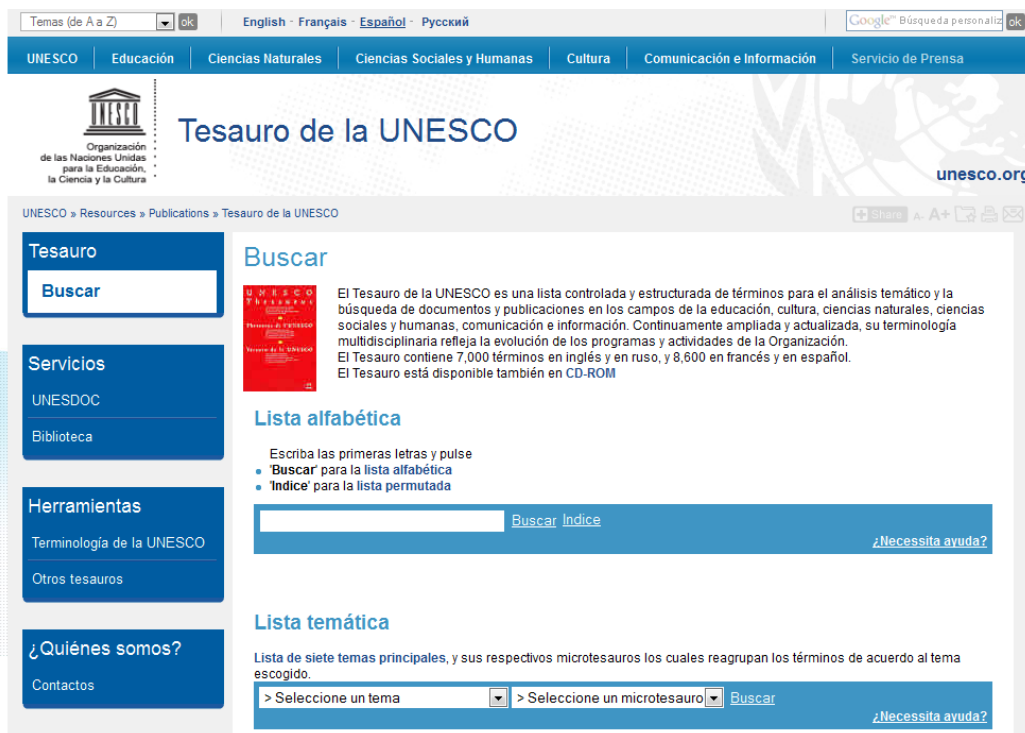 Temas (de A a Z) ok English - Français - Español - Русский Google™ Búsqueda personaliz ok
UNESCO Educación Ciencias Naturales Ciencias Sociales y Humanas Cultura Comunicación e Información Servicio de Prensa
UNESCO
Organización
de las Naciones Unidas
para la Educación,
la Ciencia y la Cultura
Tesauro de la UNESCO
unesco.org
UNESCO » Resources » Publications » Tesauro de la UNESCO
Share A- A+
Tesauro
Buscar
Servicios
UNESDOC
Biblioteca
Herramientas
Terminología de la UNESCO
Otros tesauros
¿Quiénes somos?
Contactos
Buscar
UNESCO
Thesaurus
El Tesauro de la UNESCO es una lista controlada y estructurada de términos para el análisis temático y la
búsqueda de documentos y publicaciones en los campos de la educación, cultura, ciencias naturales, ciencias
sociales y humanas, comunicación e información. Continuamente ampliada y actualizada, su terminología
multidisciplinaria refleja la evolución de los programas y actividades de la Organización.
El Tesauro contiene 7,000 términos en inglés y en ruso, y 8,600 en francés y en español.
El Tesauro está disponible también en CD-ROM
Lista alfabética
Escriba las primeras letras y pulse
'Buscar' para la lista alfabética
'Indice' para la lista permutada
Buscar Indice
¿Necessita ayuda?
Lista temática
Lista de siete temas principales, y sus respectivos microtesauros los cuales reagrupan los términos de acuerdo al tema
escogido.
> Seleccione un tema > Seleccione un microtesauro Buscar
¿Necessita ayuda?